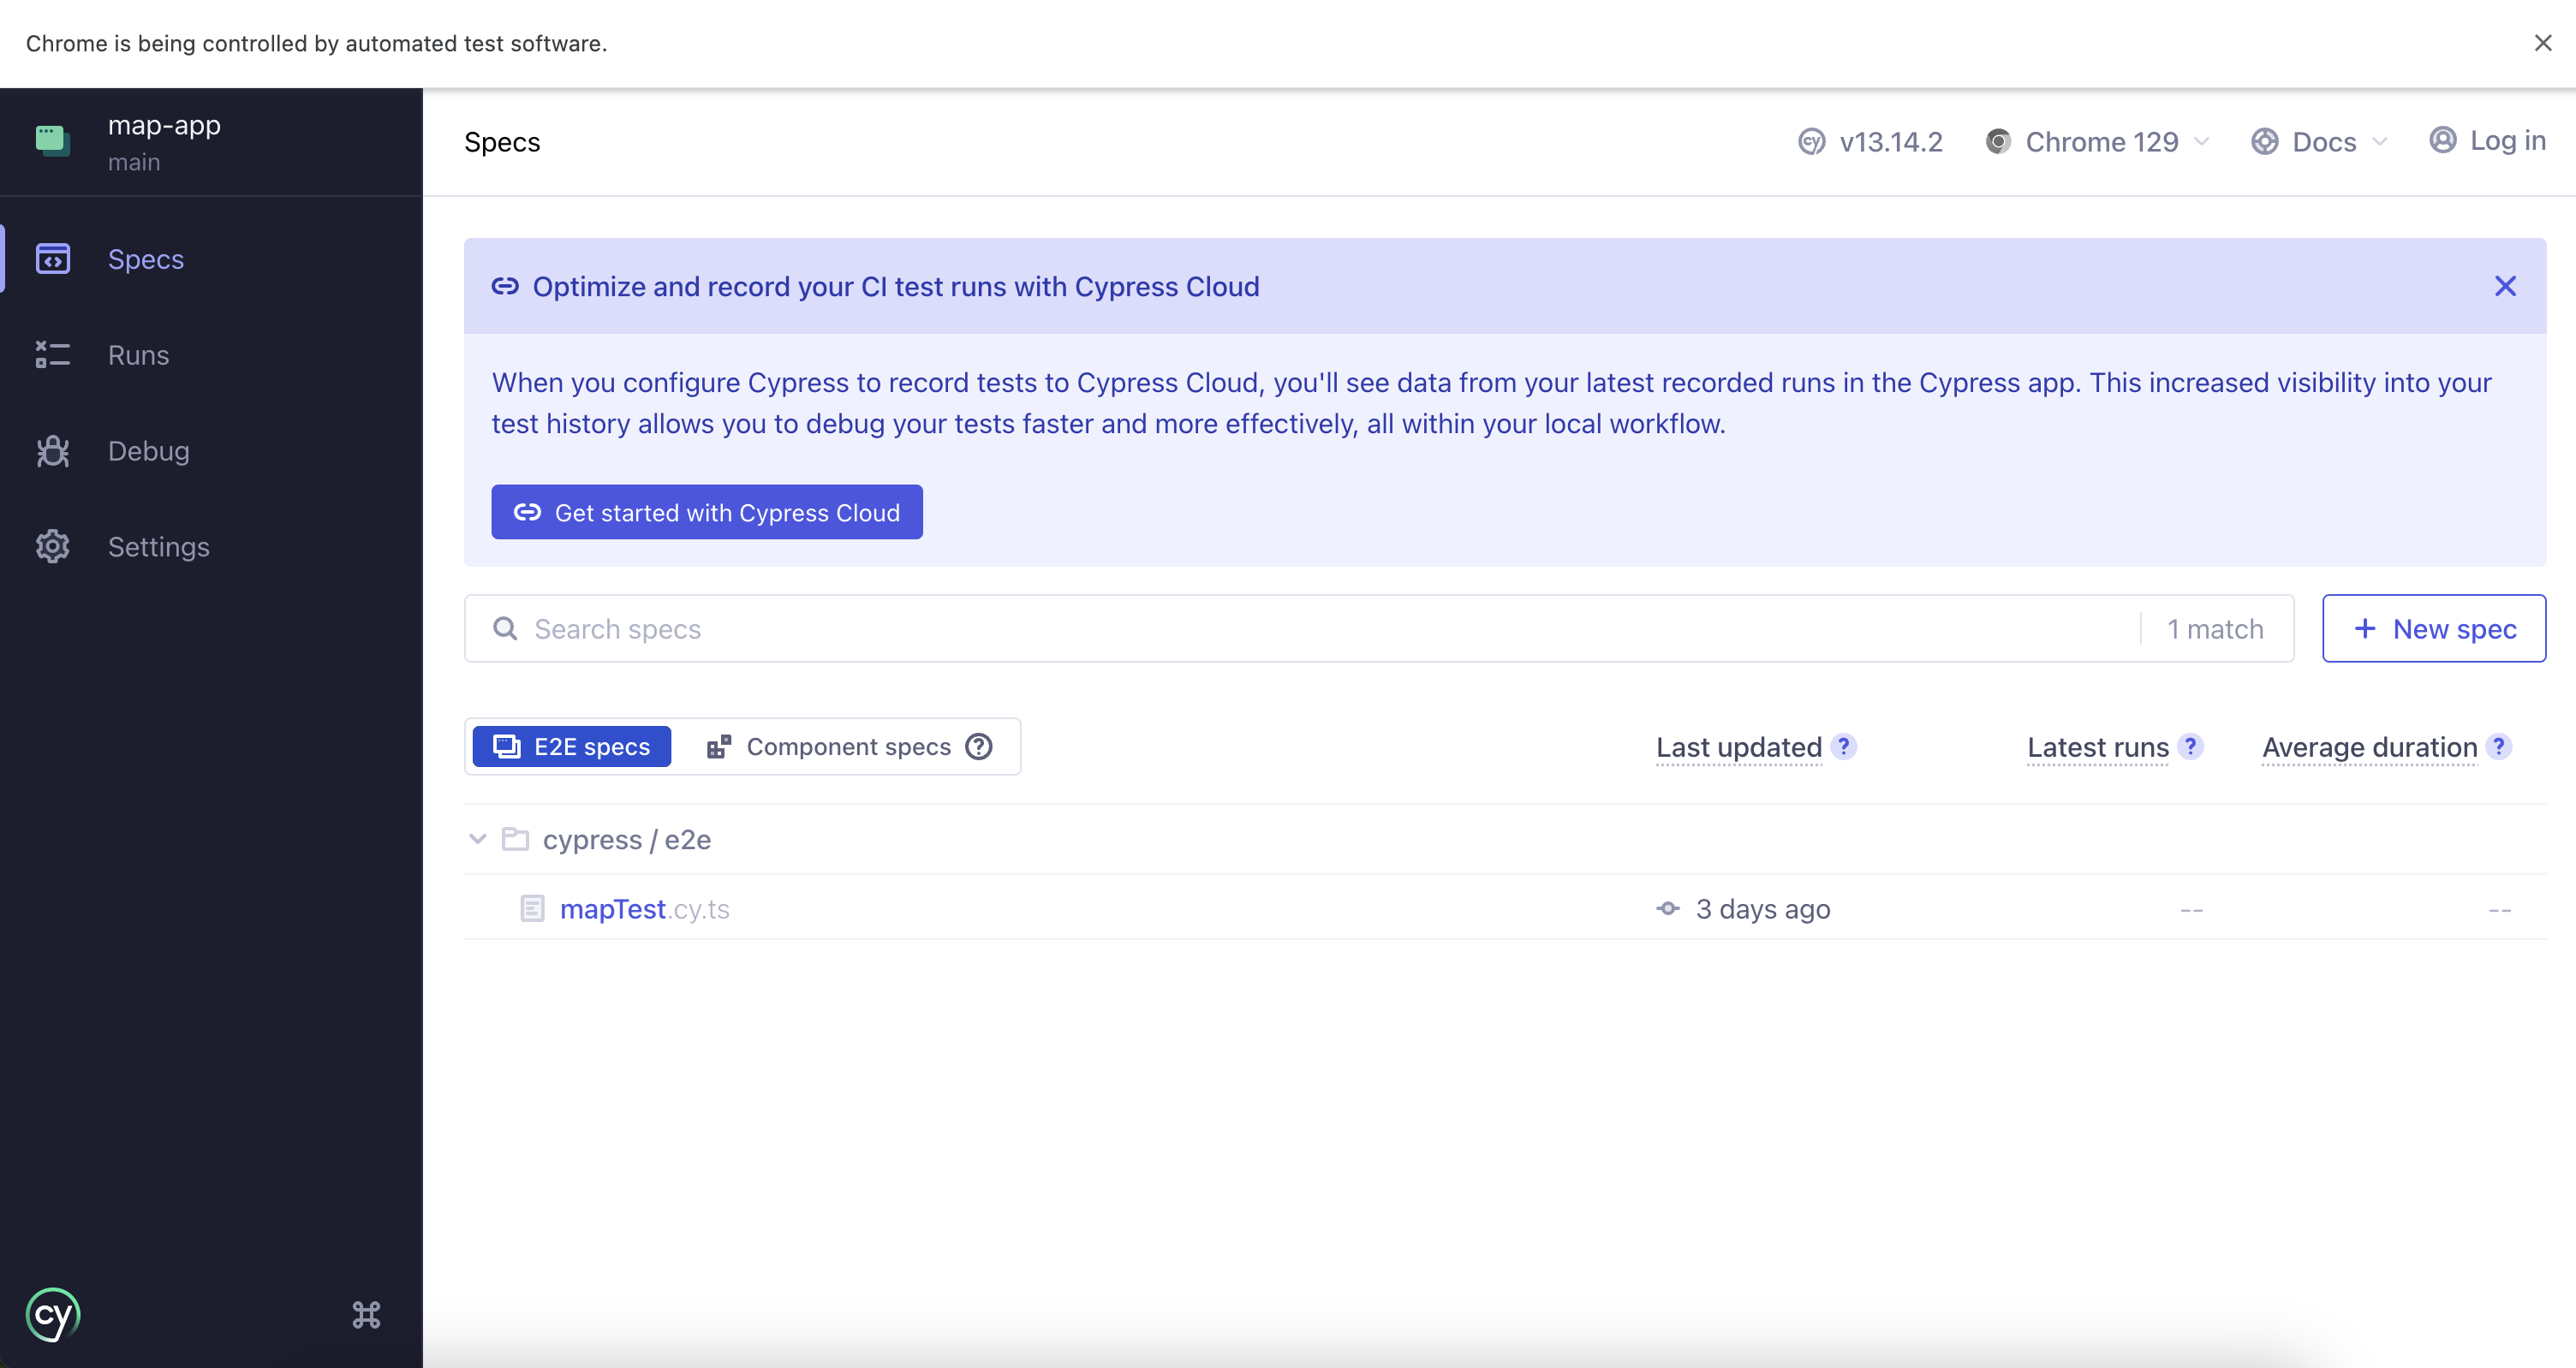 Chrome is being controlled by automated test software.
map-app
main
Specs
Runs
Debug
Settings
cy
Specs
cy v13.14.2 Chrome 129 Docs Log in
Optimize and record your CI test runs with Cypress Cloud
When you configure Cypress to record tests to Cypress Cloud, you'll see data from your latest recorded runs in the Cypress app. This increased visibility into your
test history allows you to debug your tests faster and more effectively, all within your local workflow.
Get started with Cypress Cloud
Search specs 1 match + New spec
E2E specs Component specs ? Last updated ? Latest runs ? Average duration ?
cypress / e2e
mapTest.cy.ts 3 days ago -- --